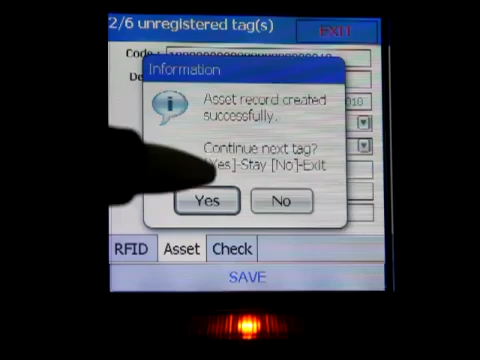 2/6 unregistered tag(s)
EXIT
Code :
Information
Asset record created
successfully.
Continue next tag?
[Yes]-Stay [No]-Exit
Yes
No
RFID
Asset
Check
SAVE